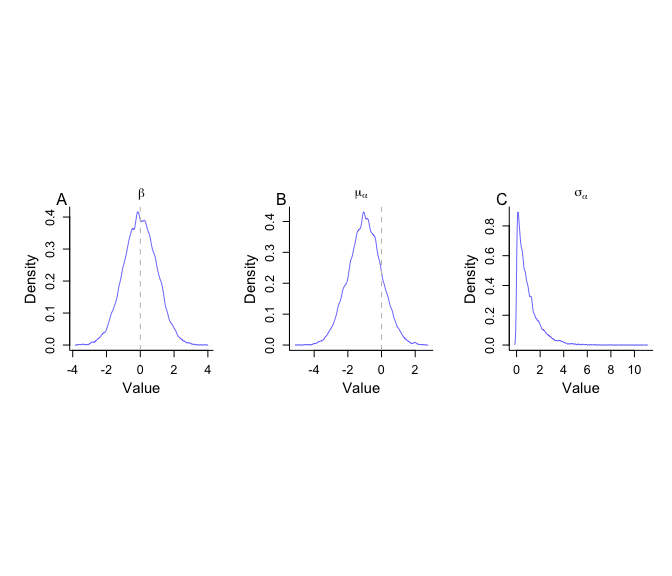 A
β
Density
0.0 0.1 0.2 0.3 0.4
-4 -2 0 2 4
Value
B
μα
Density
0.0 0.1 0.2 0.3 0.4
-4 -2 0 2
Value
C
σα
Density
0.0 0.2 0.4 0.6 0.8
0 2 4 6 8 10
Value